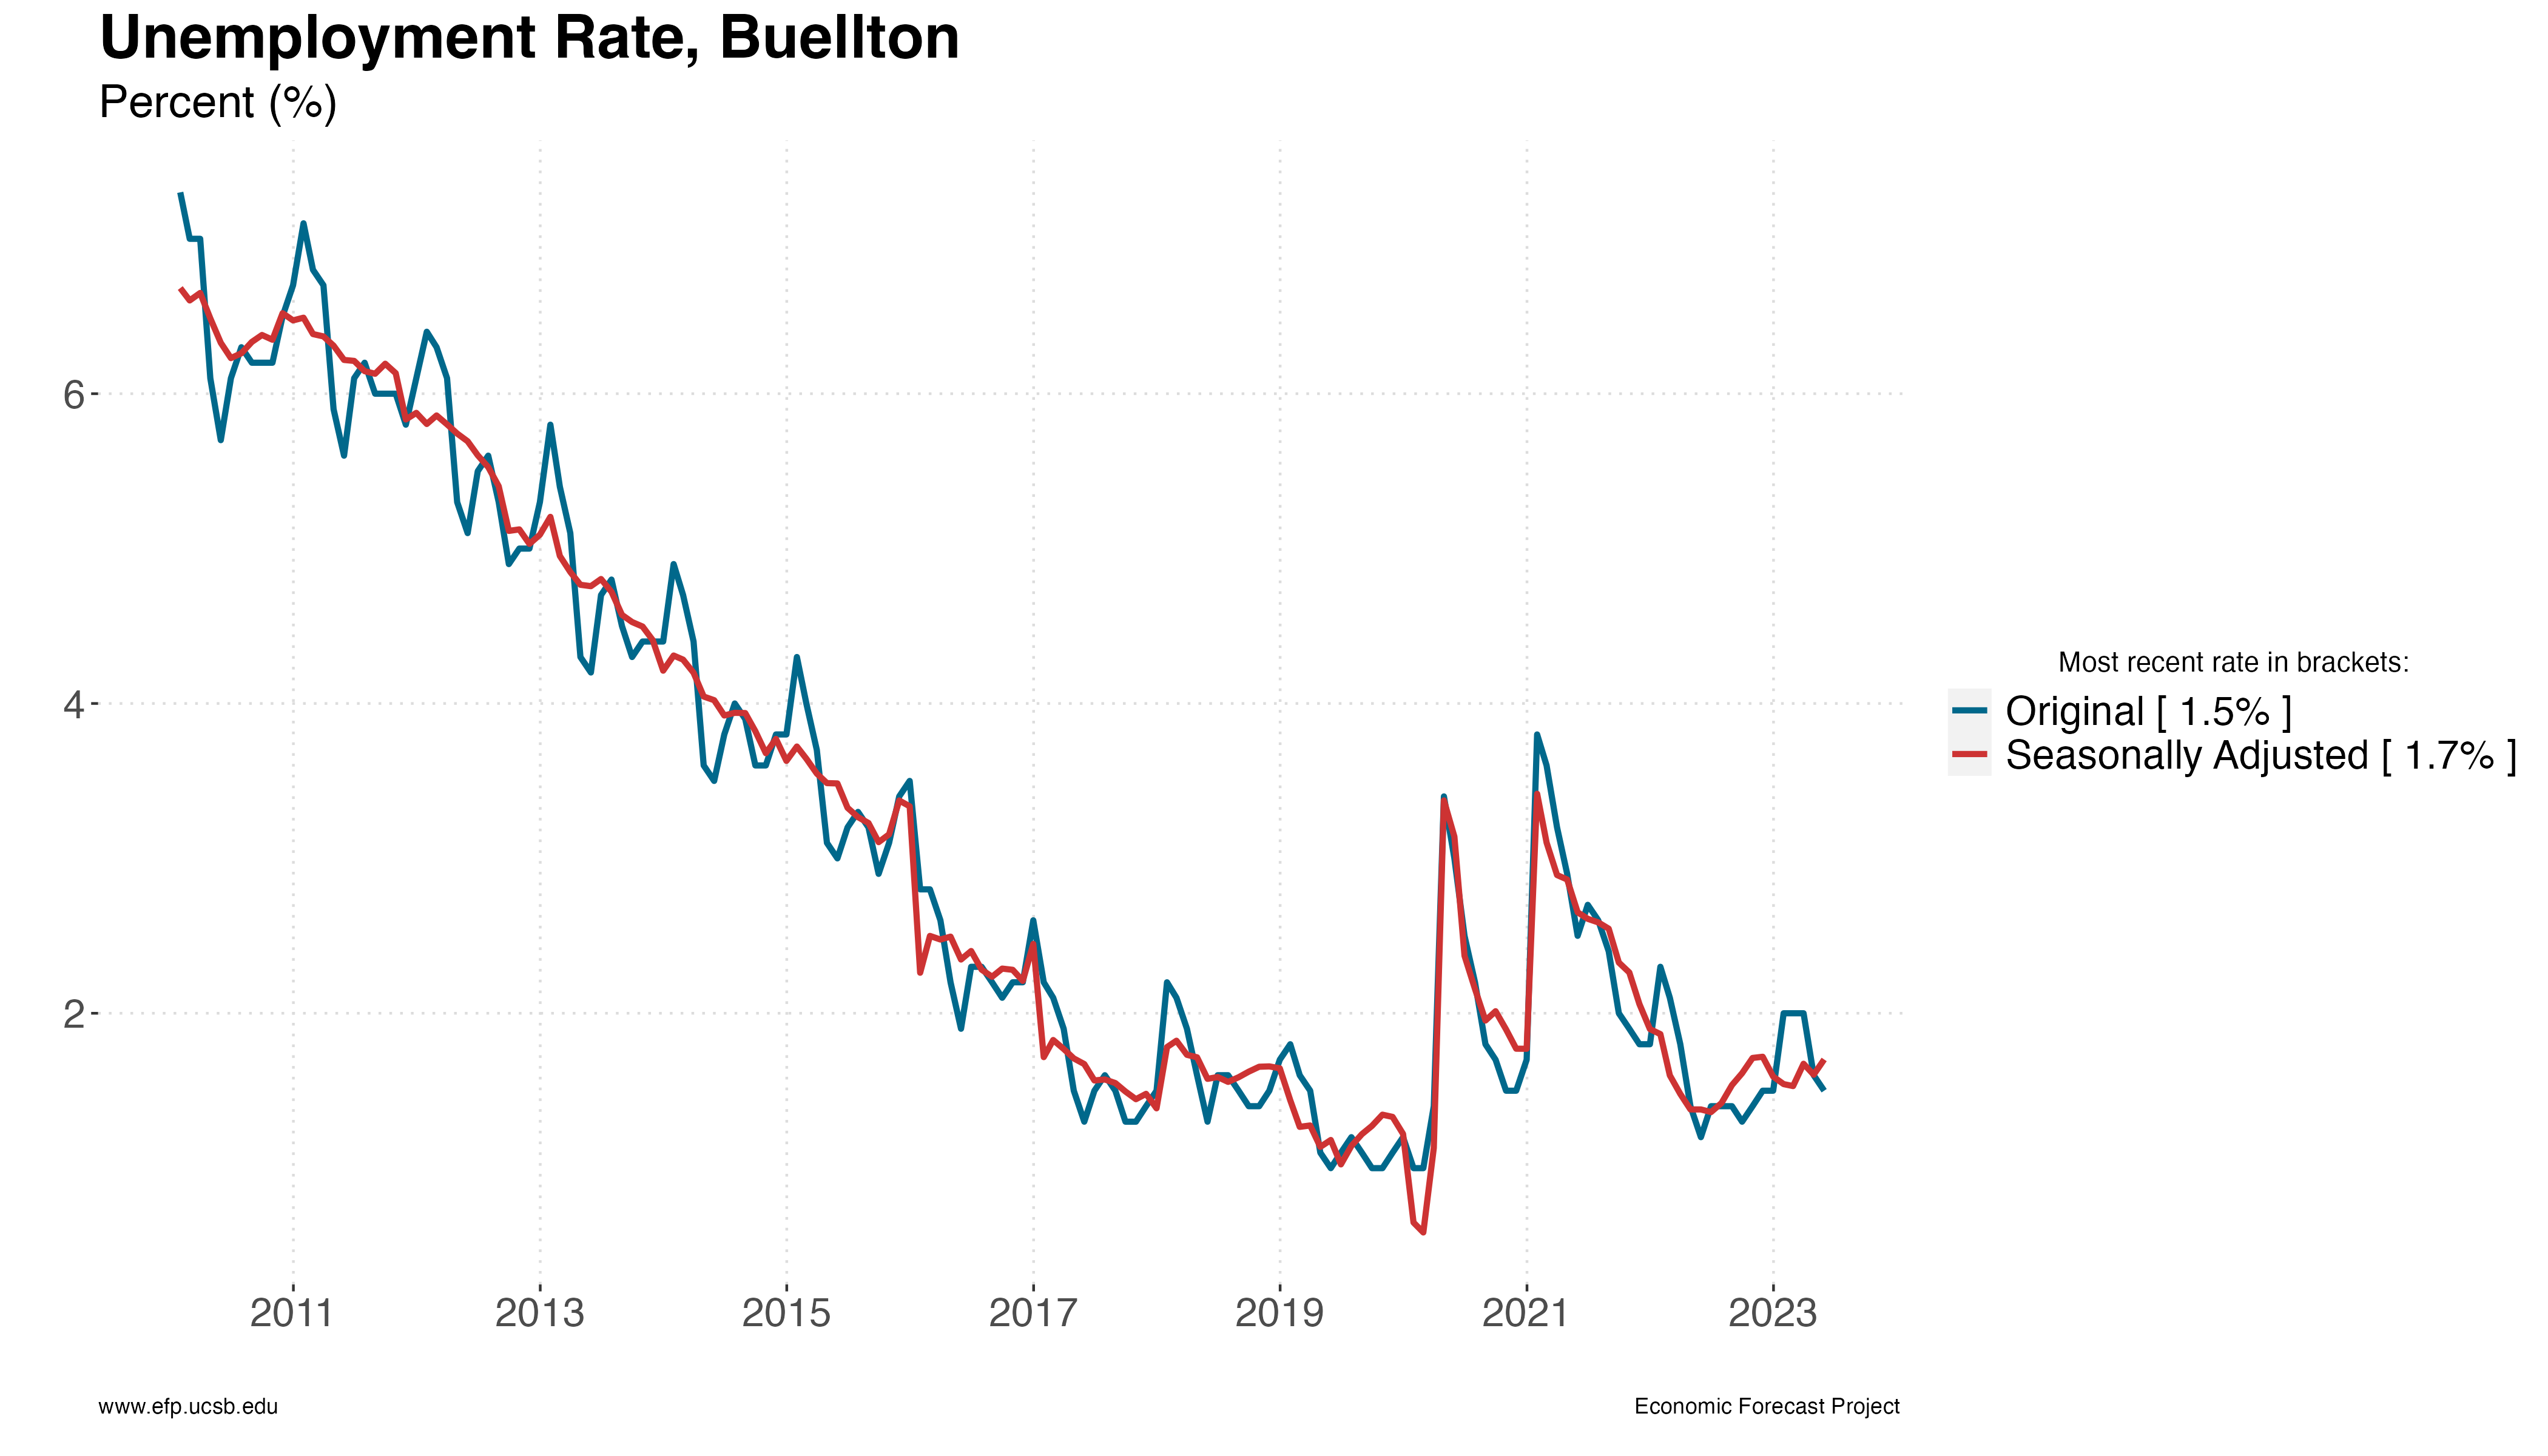 Unemployment Rate, Buellton
Percent (%)
6
4
2
2011 2013 2015 2017 2019 2021 2023
Most recent rate in brackets:
Original [ 1.5% ]
Seasonally Adjusted [ 1.7% ]
www.efp.ucsb.edu Economic Forecast Project